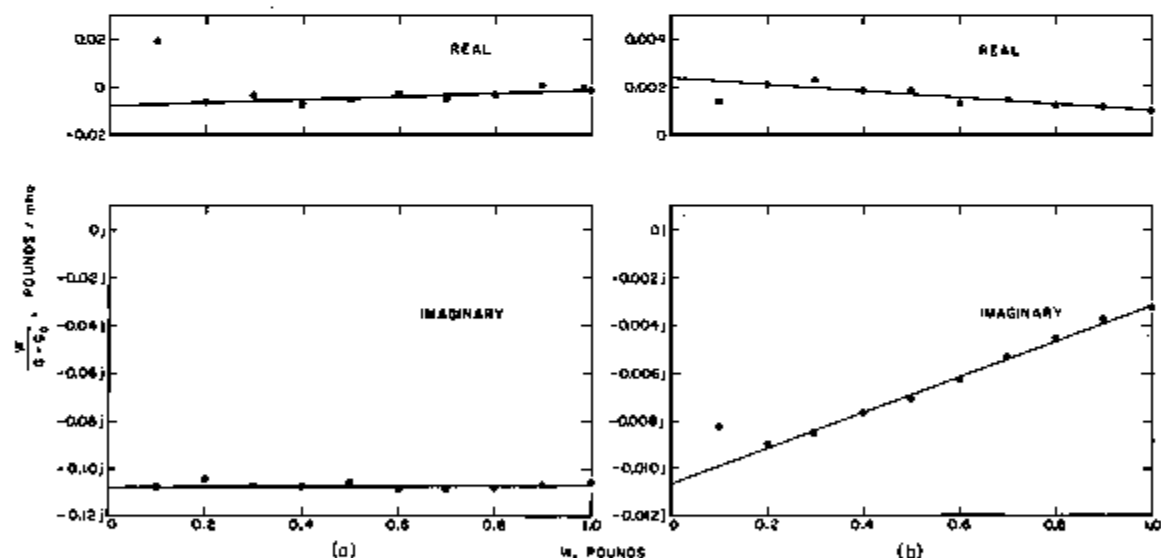 0.02
0
-0.02
REAL
0.004
0.002
0
REAL
0j
-0.02j
-0.04j
-0.06j
-0.08j
-0.10j
-0.12j
IMAGINARY
0 0.2 0.4 0.6 0.8 1.0
(a)
0j
-0.002j
-0.004j
-0.006j
-0.008j
-0.010j
-0.012j
IMAGINARY
0 0.2 0.4 0.6 0.8 1.0
(b)
W, POUNDS
W
G - G0
, POUNDS / mho